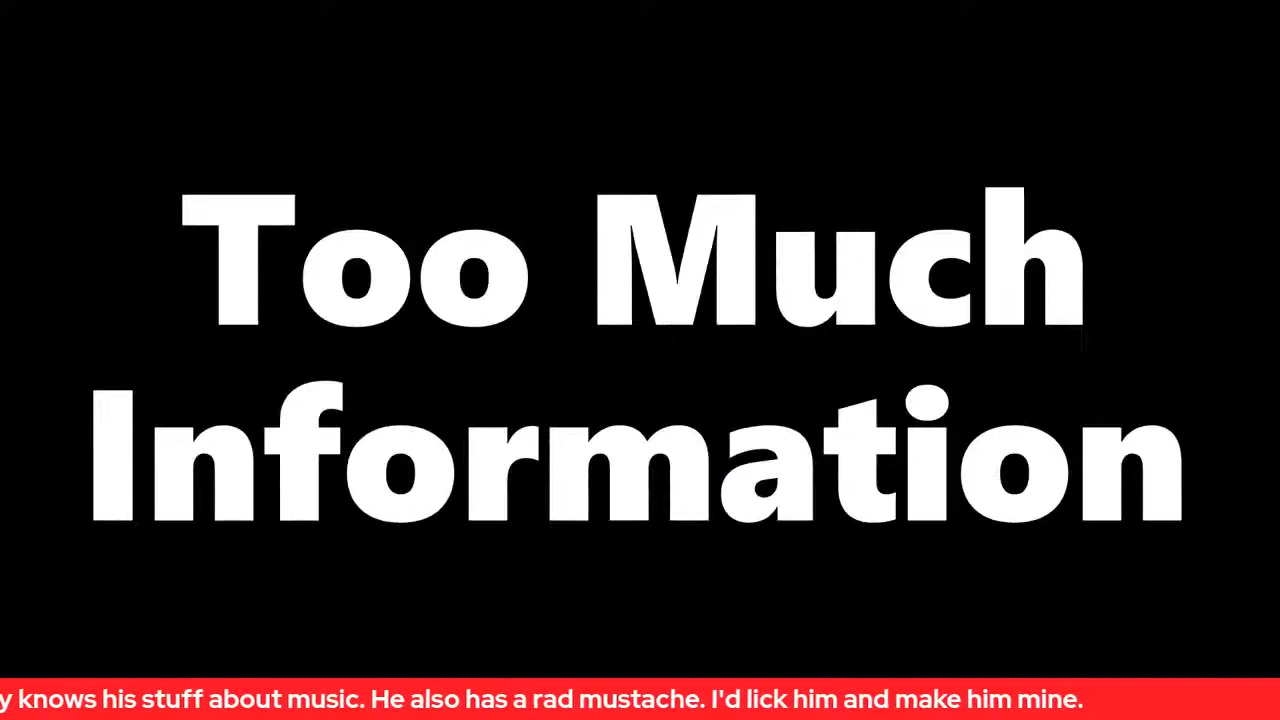 Too Much
Information
y knows his stuff about music. He also has a rad mustache. I'd lick him and make him mine.